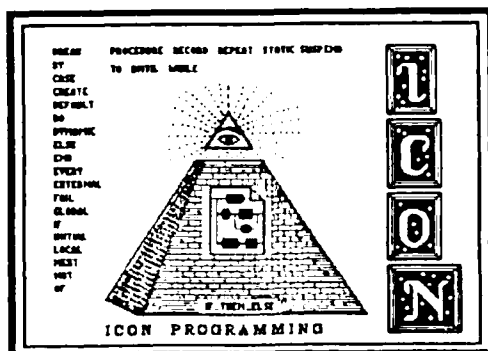 BREAK
BY
CASE
CREATE
DEFAULT
DO
DYNAMIC
ELSE
END
EVERY
EXTERNAL
FAIL
GLOBAL
IF
INITIAL
LOCAL
NEXT
NOT
OF
PROCEDURE RECORD REPEAT STATIC SUSPEND
TO UNTIL WHILE
I
C
O
N
IF_THEN_ELSE
ICON PROGRAMMING